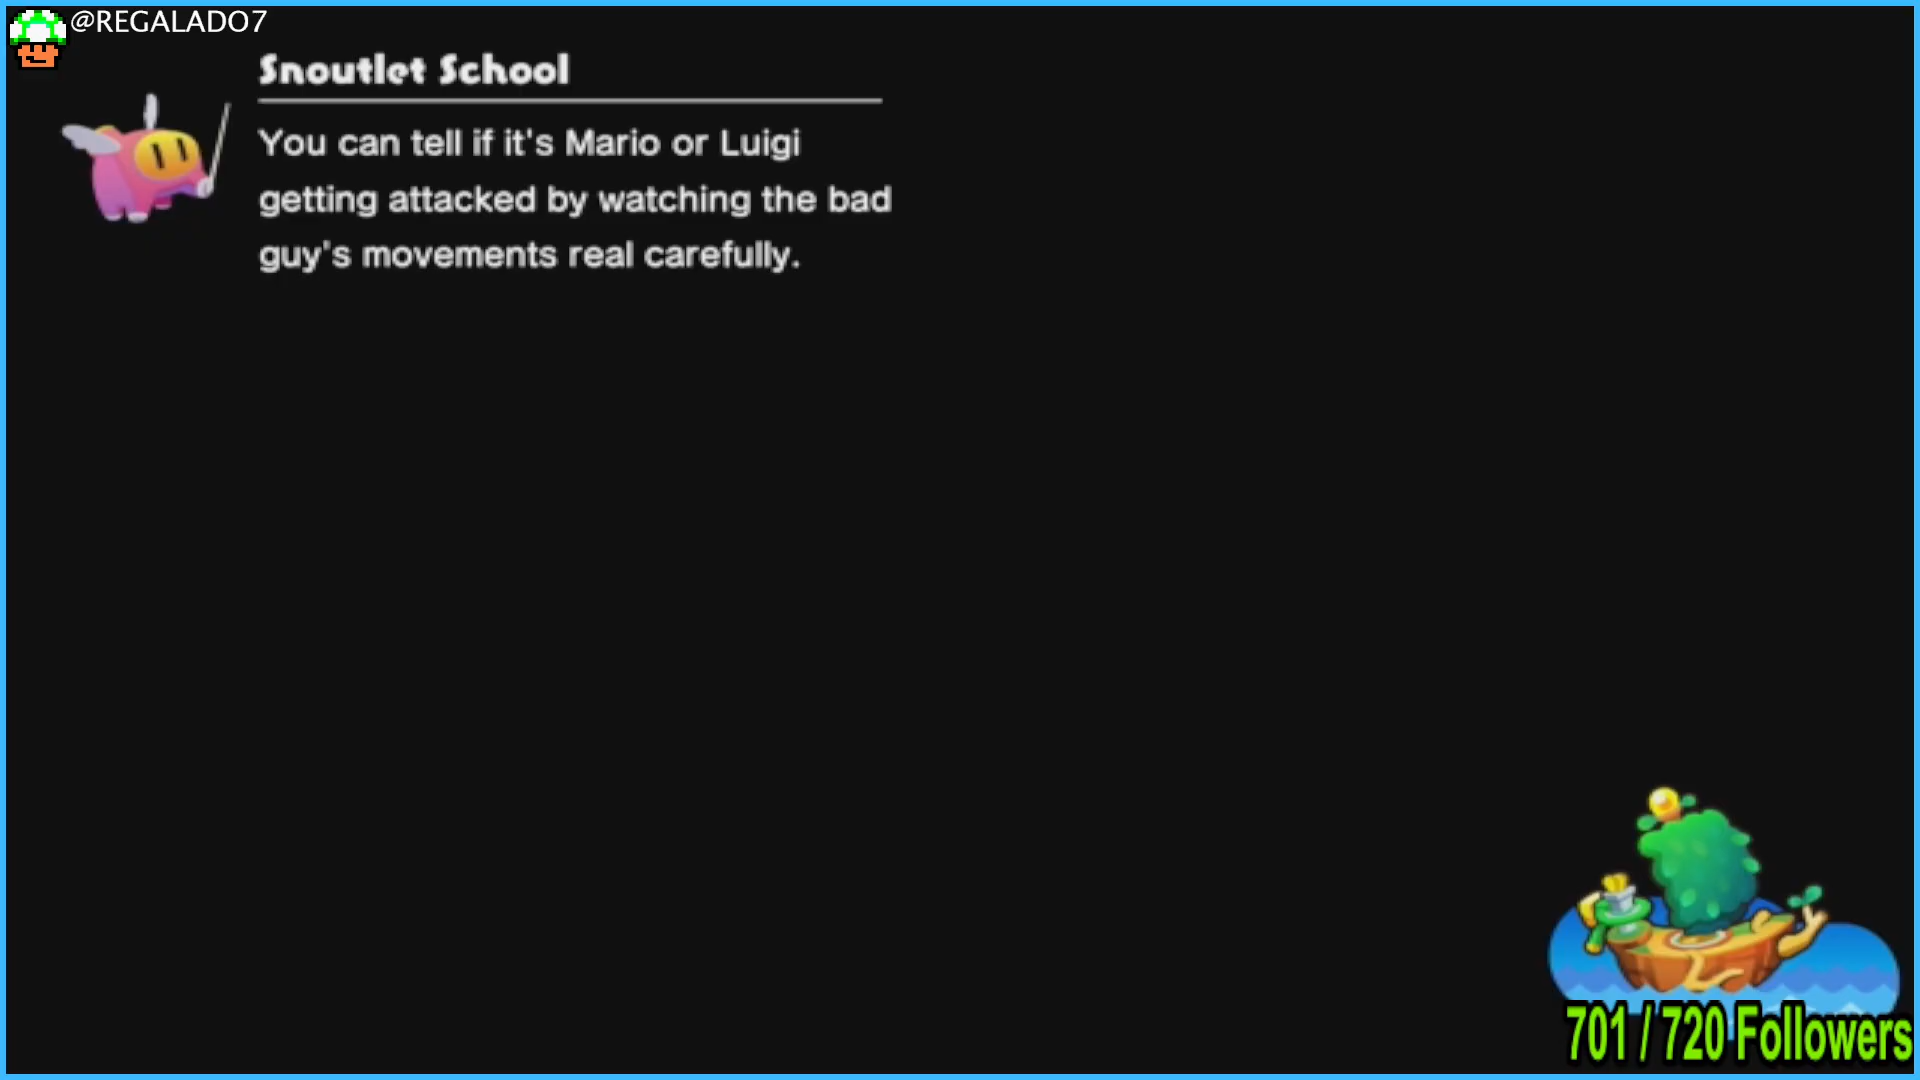 @REGALADO7
Snoutlet School
You can tell if it's Mario or Luigi
getting attacked by watching the bad
guy's movements real carefully.
701 / 720 Followers